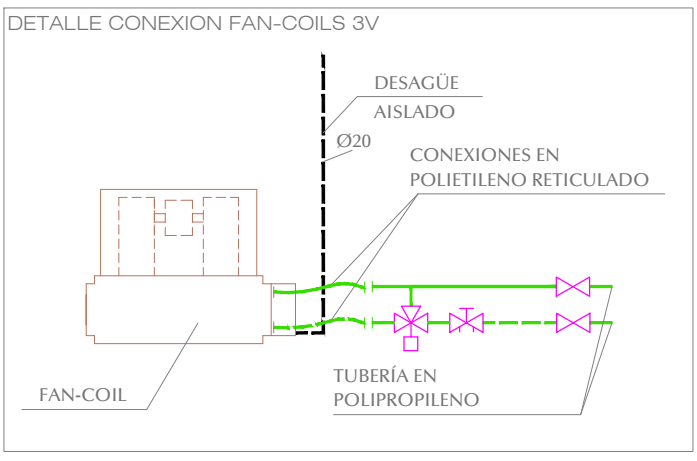 DETALLE CONEXION FAN-COILS 3V
DESAGÜE
AISLADO
Ø20
CONEXIONES EN
POLIETILENO RETICULADO
TUBERÍA EN
POLIPROPILENO
FAN-COIL